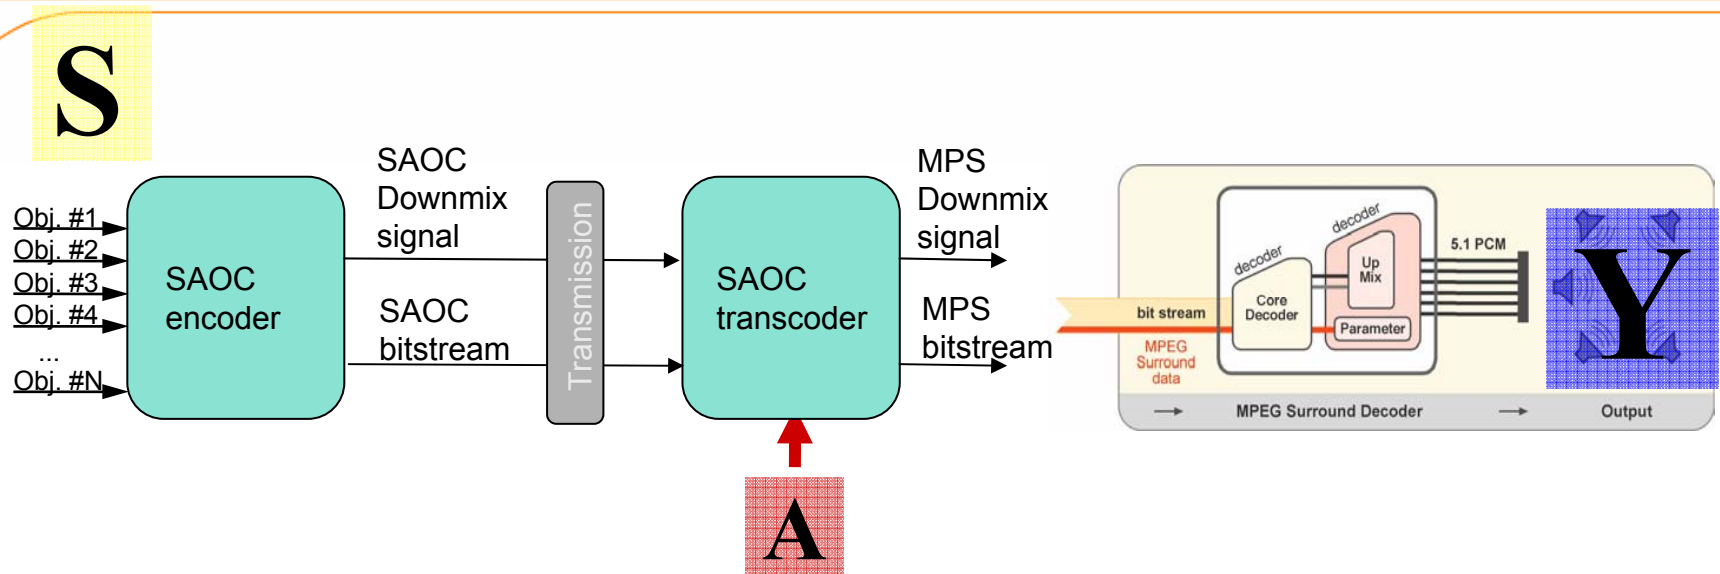 S
Obj. #1
Obj. #2
Obj. #3
Obj. #4
...
Obj. #N
SAOC
encoder
SAOC
Downmix
signal
SAOC
bitstream
Transmission
SAOC
transcoder
A
MPS
Downmix
signal
MPS
bitstream
bit stream
MPEG
Surround
data
decoder
Core
Decoder
decoder
Up
Mix
Parameter
5.1 PCM
Y
MPEG Surround Decoder
Output